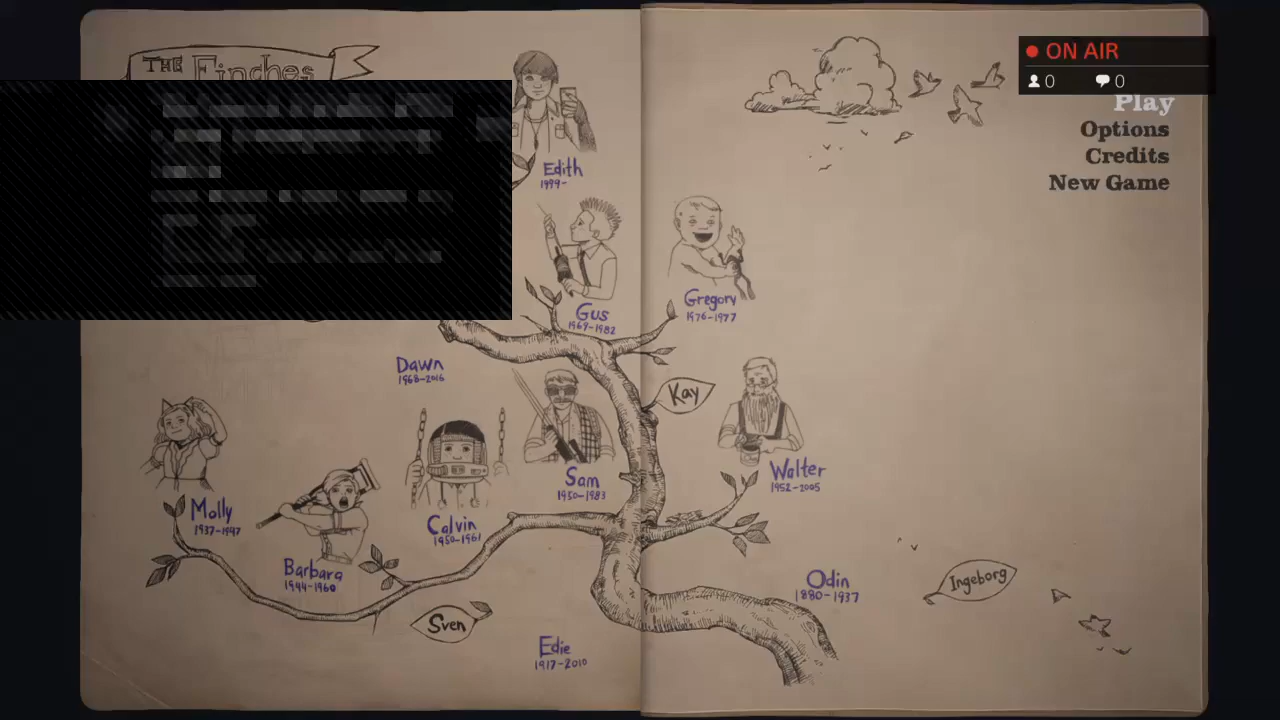 THE Finches
ON AIR
0 0
Play
Options
Credits
New Game
Edith
1999-
Gus
1969-1982
Gregory
1976-1977
Dawn
1968-2016
Kay
Sam
1950-1983
Walter
1952-2005
Molly
1937-1947
Calvin
1950-1961
Barbara
1944-1960
Odin
1880-1937
Ingeborg
Sven
Edie
1917-2010